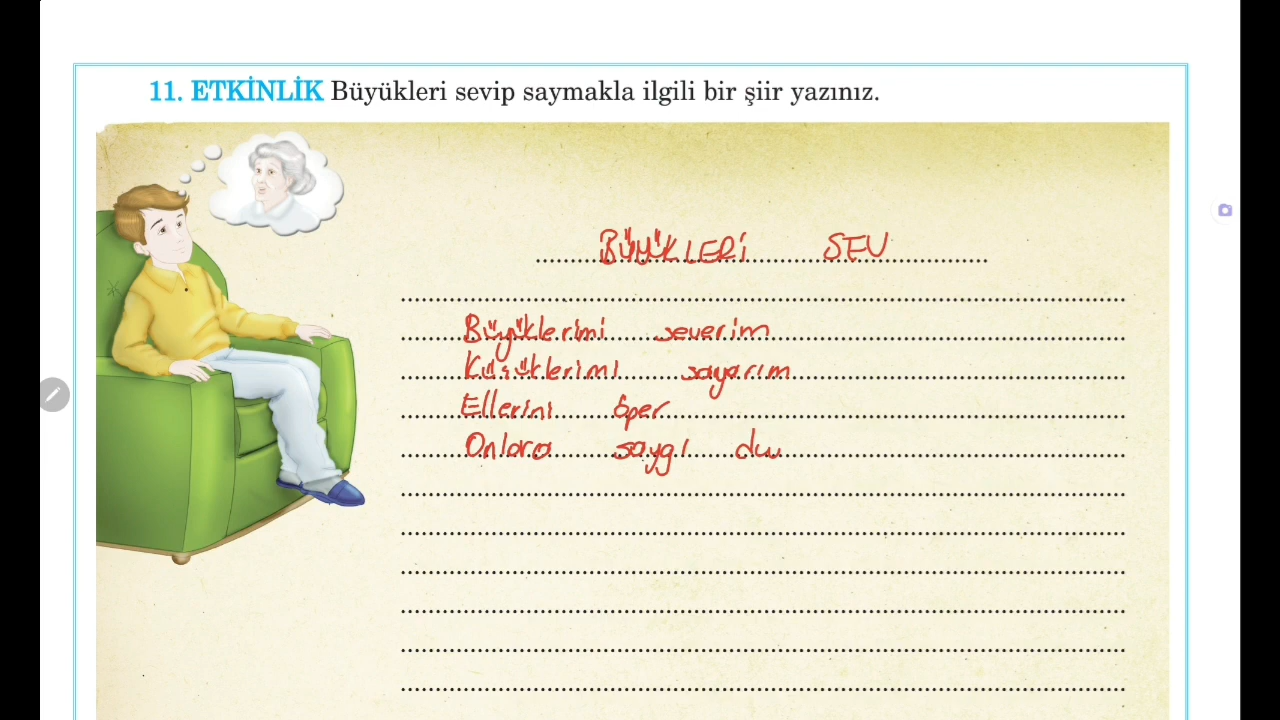 11. ETKİNLİK Büyükleri sevip saymakla ilgili bir şiir yazınız.
BÜYÜKLERİ SEV
Büyüklerimi severim
Küçüklerimi sayarım
Ellerini öper
Onlara saygı du